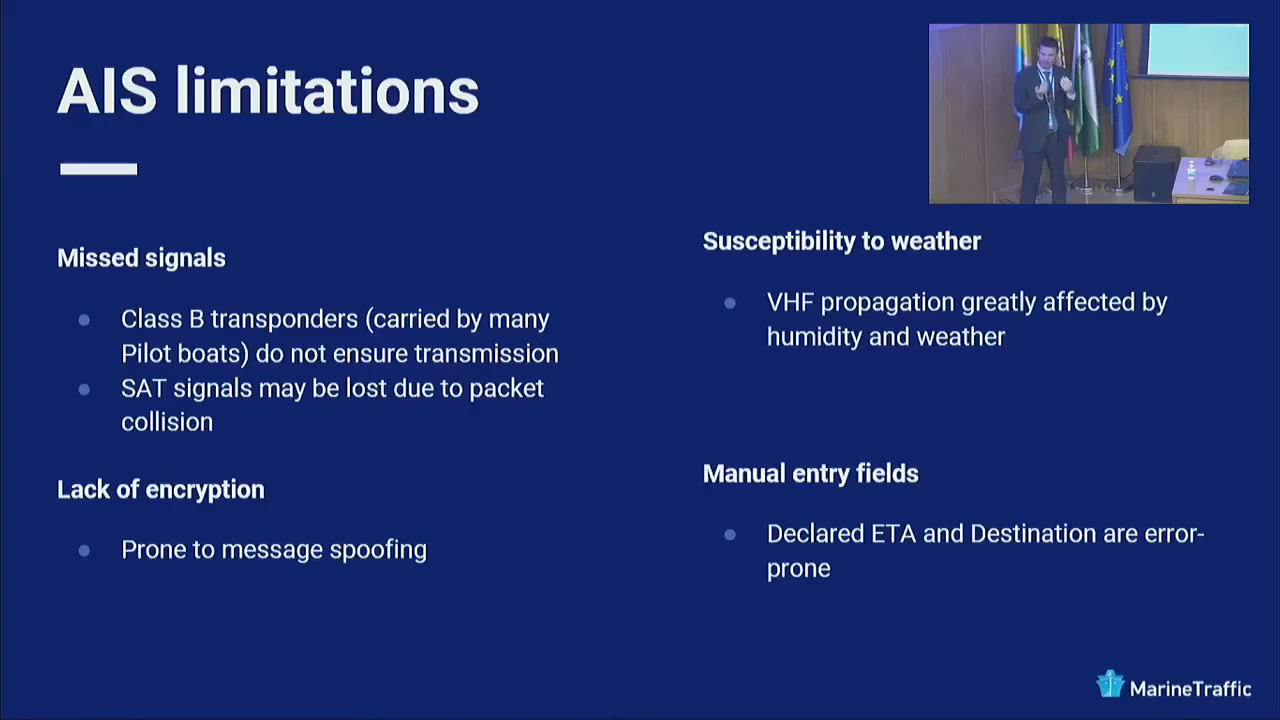 AIS limitations
Missed signals
Class B transponders (carried by many
Pilot boats) do not ensure transmission
SAT signals may be lost due to packet
collision
Lack of encryption
Prone to message spoofing
Susceptibility to weather
VHF propagation greatly affected by
humidity and weather
Manual entry fields
Declared ETA and Destination are error-
prone
MarineTraffic